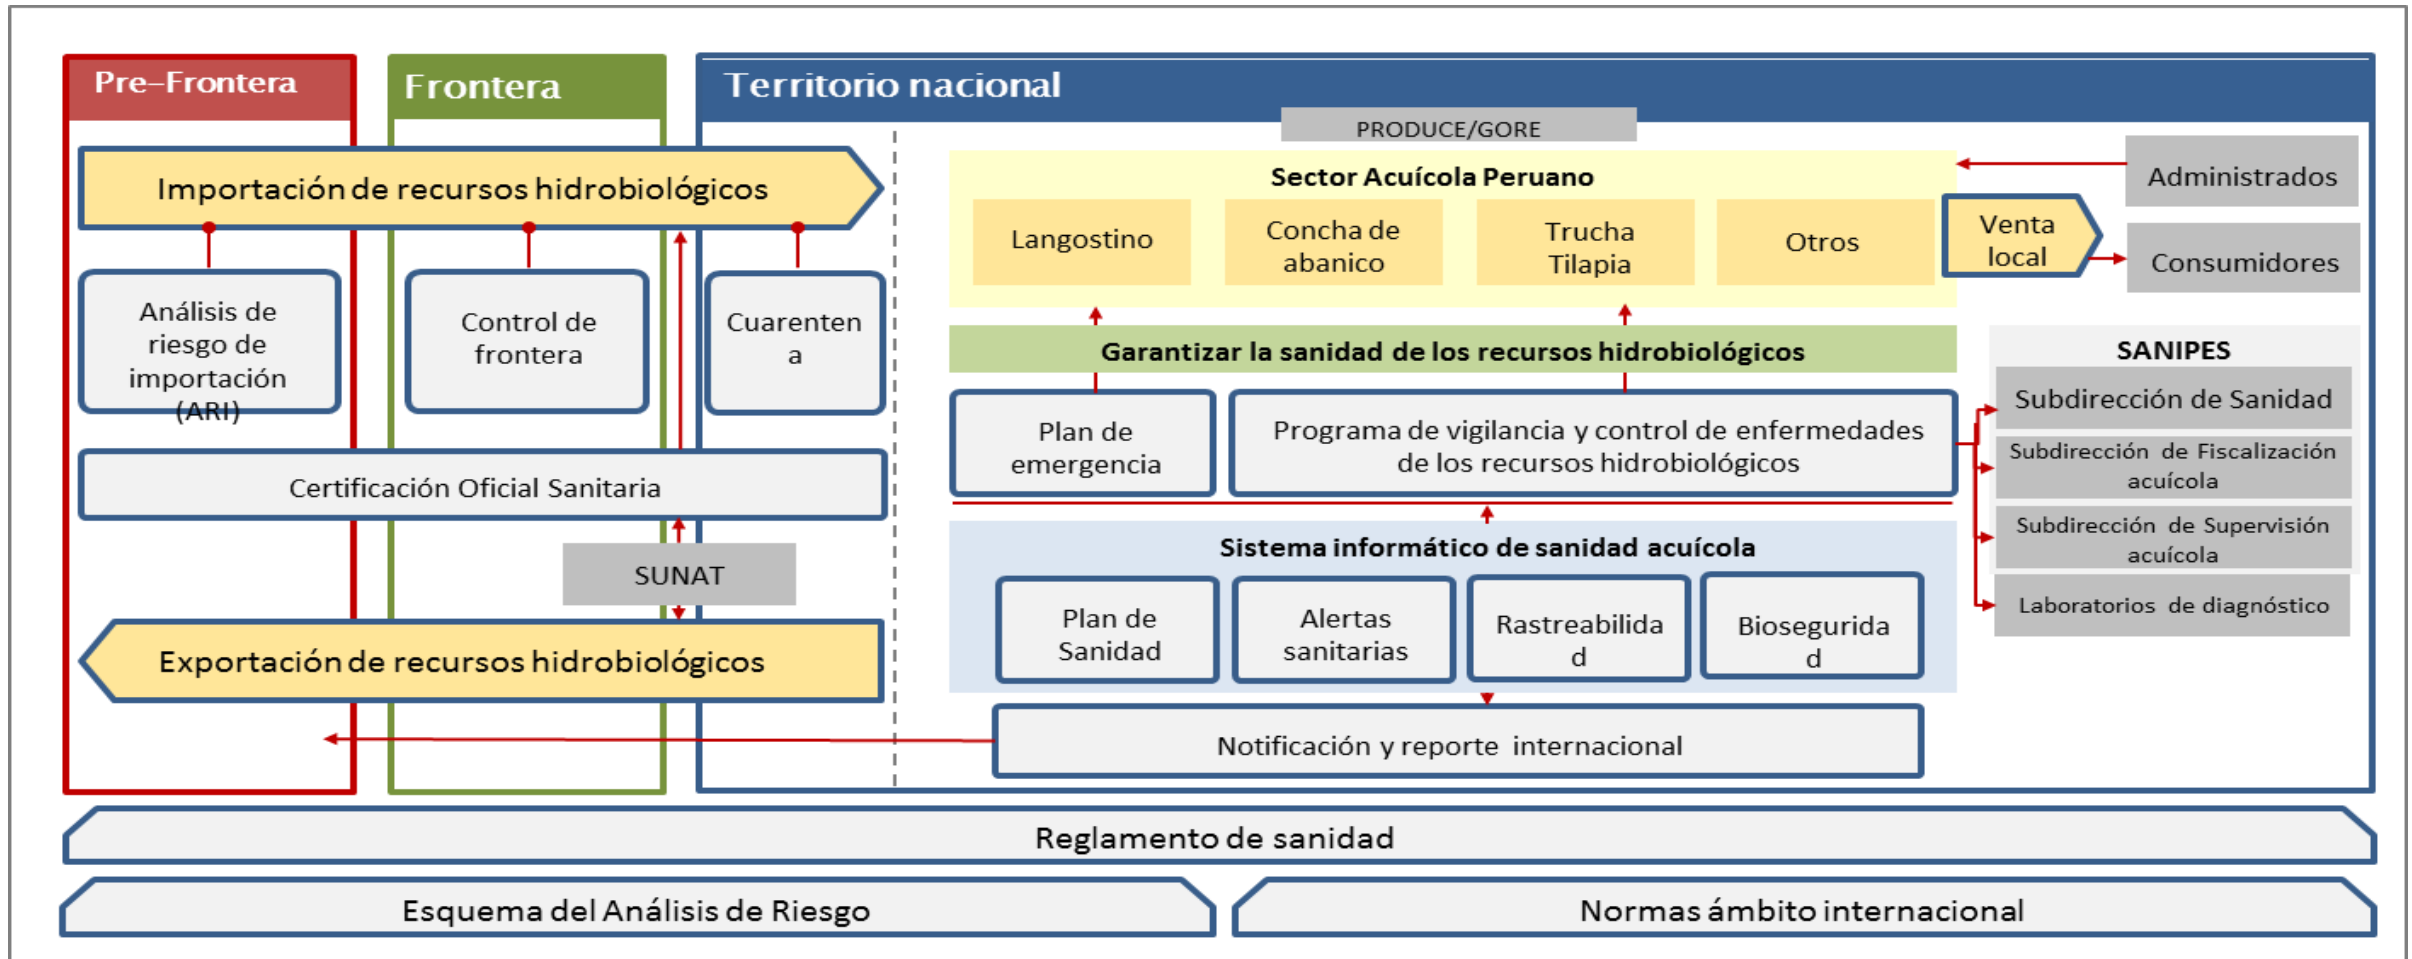 Pre-Frontera
Frontera
Territorio nacional
PRODUCE/GORE
Importación de recursos hidrobiológicos
Análisis de
riesgo de
importación
(ARI)
Control de
frontera
Cuarenten
a
Certificación Oficial Sanitaria
SUNAT
Exportación de recursos hidrobiológicos
Sector Acuícola Peruano
Langostino
Concha de
abanico
Trucha
Tilapia
Otros
Venta
local
Administrados
Consumidores
Garantizar la sanidad de los recursos hidrobiológicos
Plan de
emergencia
Programa de vigilancia y control de enfermedades
de los recursos hidrobiológicos
SANIPES
Subdirección de Sanidad
Subdirección de Fiscalización
acuícola
Subdirección de Supervisión
acuícola
Laboratorios de diagnóstico
Sistema informático de sanidad acuícola
Plan de
Sanidad
Alertas
sanitarias
Rastreabilida
d
Biosegurida
d
Notificación y reporte internacional
Reglamento de sanidad
Esquema del Análisis de Riesgo
Normas ámbito internacional